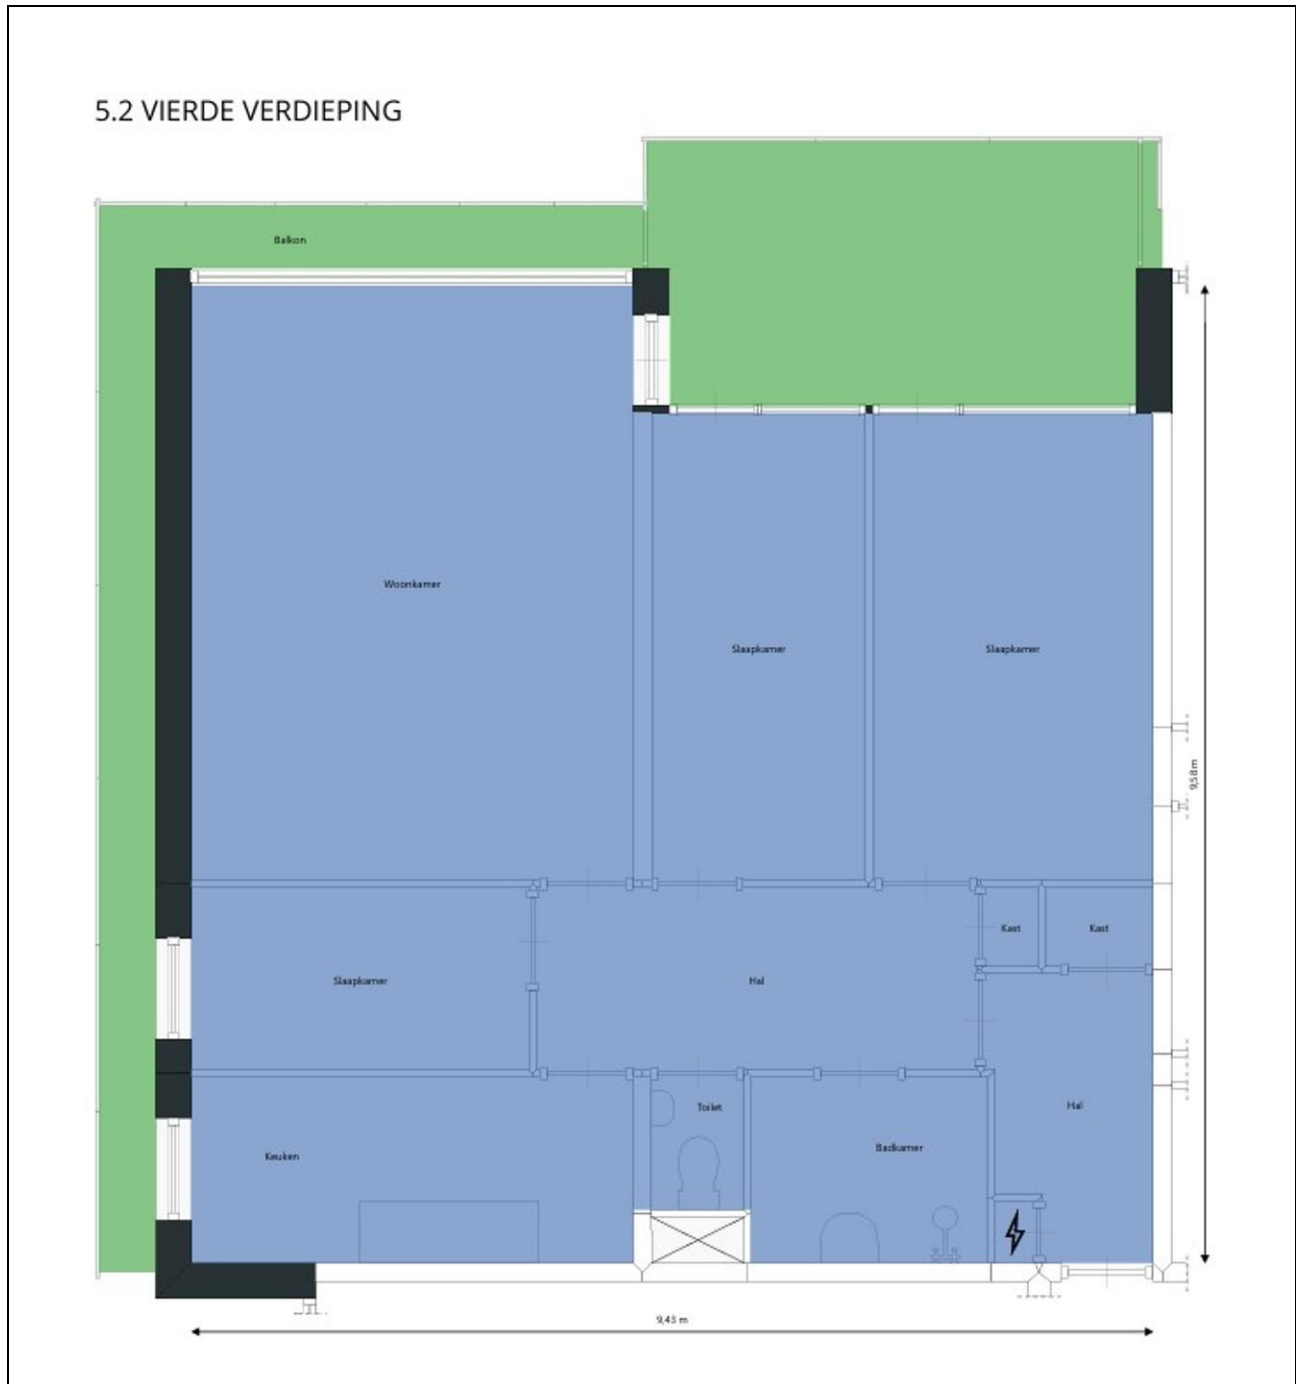 5.2 VIERDE VERDIEPING
Balkon
Woonkamer
Slaapkamer
Slaapkamer
9,58 m
Kast
Kast
Slaapkamer
Hal
Toilet
Hal
Badkamer
Keuken
9,43 m